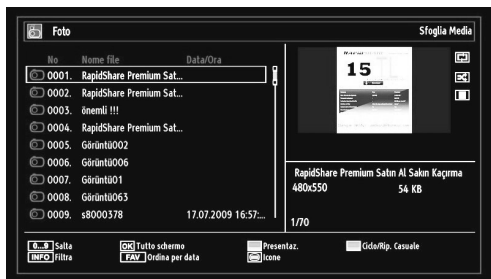 Foto
Sfoglia Media
No Nome file Data/Ora
0001. RapidShare Premium Sat...
0002. RapidShare Premium Sat...
0003. önemli !!!
0004. RapidShare Premium Sat...
0005. Görüntü002
0006. Görüntü006
0007. Görüntü01
0008. Görüntü063
0009. s8000378 17.07.2009 16:57:...
15
RapidShare Premium Satın Al Sakın Kaçırma
480x550 54 KB
1/70
0...9 Salta
OK Tutto schermo
Presentaz.
Ciclo/Rip. Casuale
INFO Filtra
FAV Ordina per data
Icone